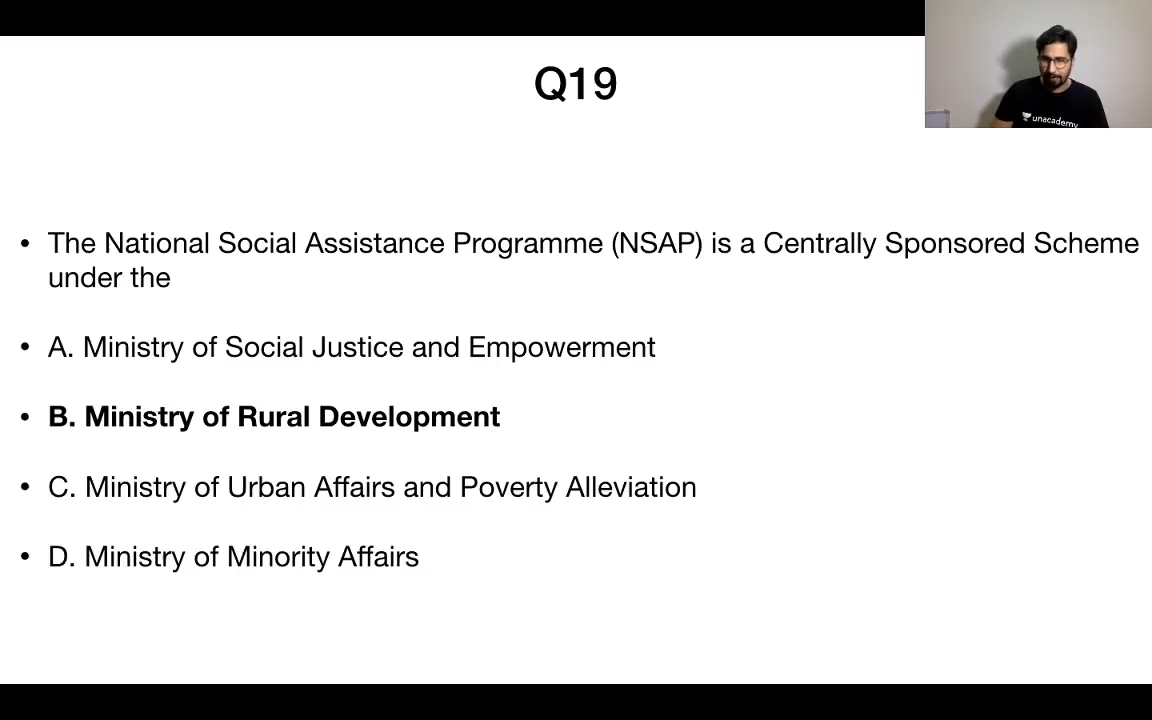 Q19
unacademy
• The National Social Assistance Programme (NSAP) is a Centrally Sponsored Scheme
under the
• A. Ministry of Social Justice and Empowerment
• B. Ministry of Rural Development
• C. Ministry of Urban Affairs and Poverty Alleviation
• D. Ministry of Minority Affairs